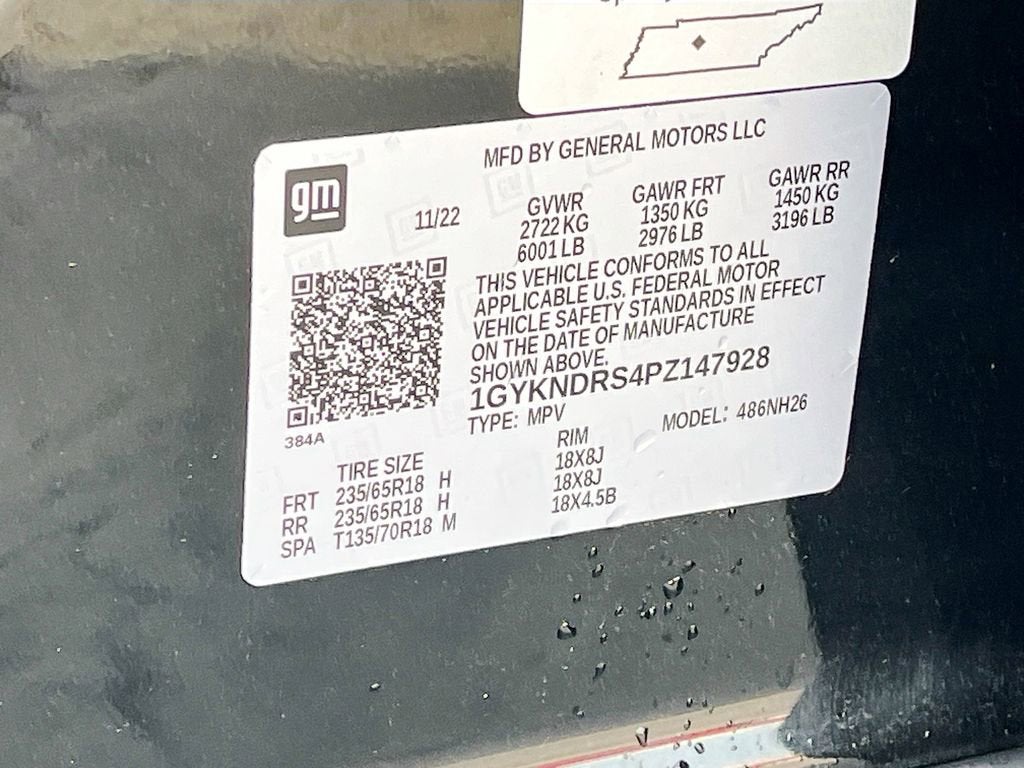 MFD BY GENERAL MOTORS LLC
gm
11/22
GVWR
2722 KG
6001 LB
GAWR FRT
1350 KG
2976 LB
GAWR RR
1450 KG
3196 LB
THIS VEHICLE CONFORMS TO ALL
APPLICABLE U.S. FEDERAL MOTOR
VEHICLE SAFETY STANDARDS IN EFFECT
ON THE DATE OF MANUFACTURE
SHOWN ABOVE.
1GYKNDRS4PZ147928
TYPE: MPV
MODEL: 486NH26
384A
TIRE SIZE
RIM
FRT 235/65R18 H 18X8J
RR 235/65R18 H 18X8J
SPA T135/70R18 M 18X4.5B